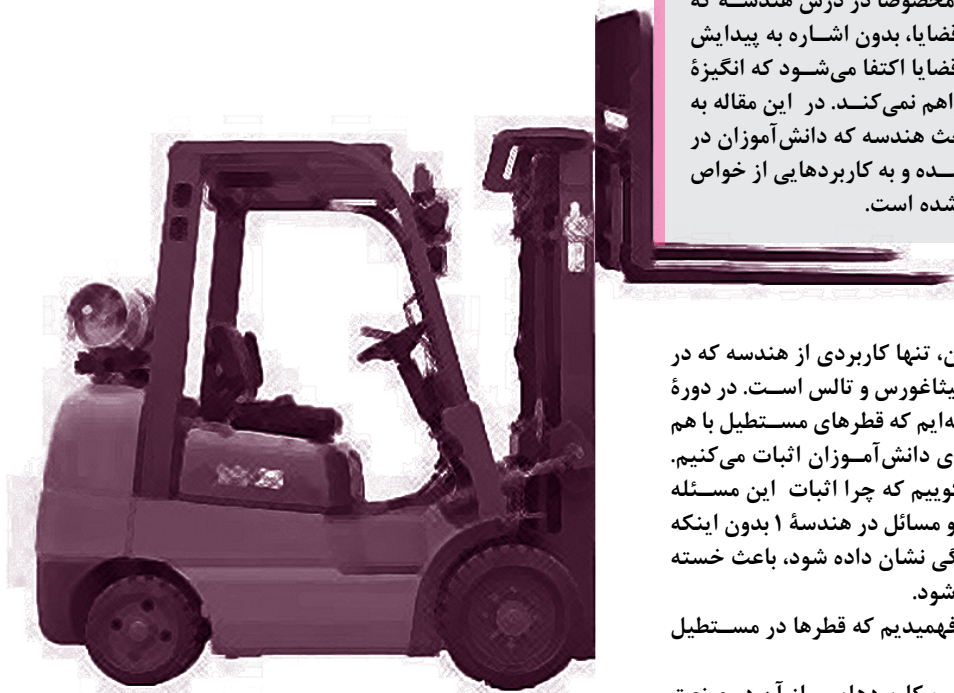 مخصوصاً در درس هندسه که
قضایا، بدون اشاره به پیدایش
قضایا اکتفا می‌شود که انگیزهٔ
اهم نمی‌کند. در این مقاله به
حث هندسه که دانش‌آموزان در
ـده و به کاربردهایی از خواص
شده است.
ن، تنها کاربردی از هندسه که در
یثاغورس و تالس است. در دورهٔ
ه‌ایم که قطرهای مستطیل با هم
ی دانش‌آموزان اثبات می‌کنیم.
گوییم که چرا اثبات این مسئله
و مسائل در هندسهٔ ۱ بدون اینکه
گی نشان داده شود، باعث خسته
شود.
فهمیدیم که قطرها در مستطیل